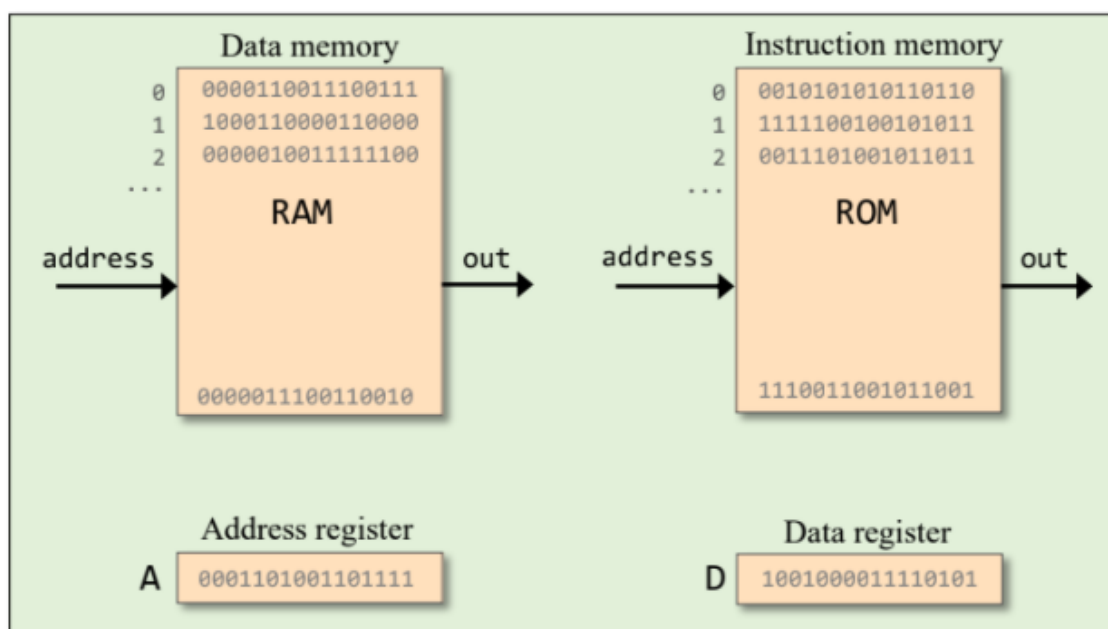 Data memory
0 0000110011100111
1 1000110000110000
2 0000010011111100
...
RAM
address
out
0000011100110010
Instruction memory
0 0010101010110110
1 1111100100101011
2 0011101001011011
...
ROM
address
out
1110011001011001
Address register
A 0001101001101111
Data register
D 1001000011110101